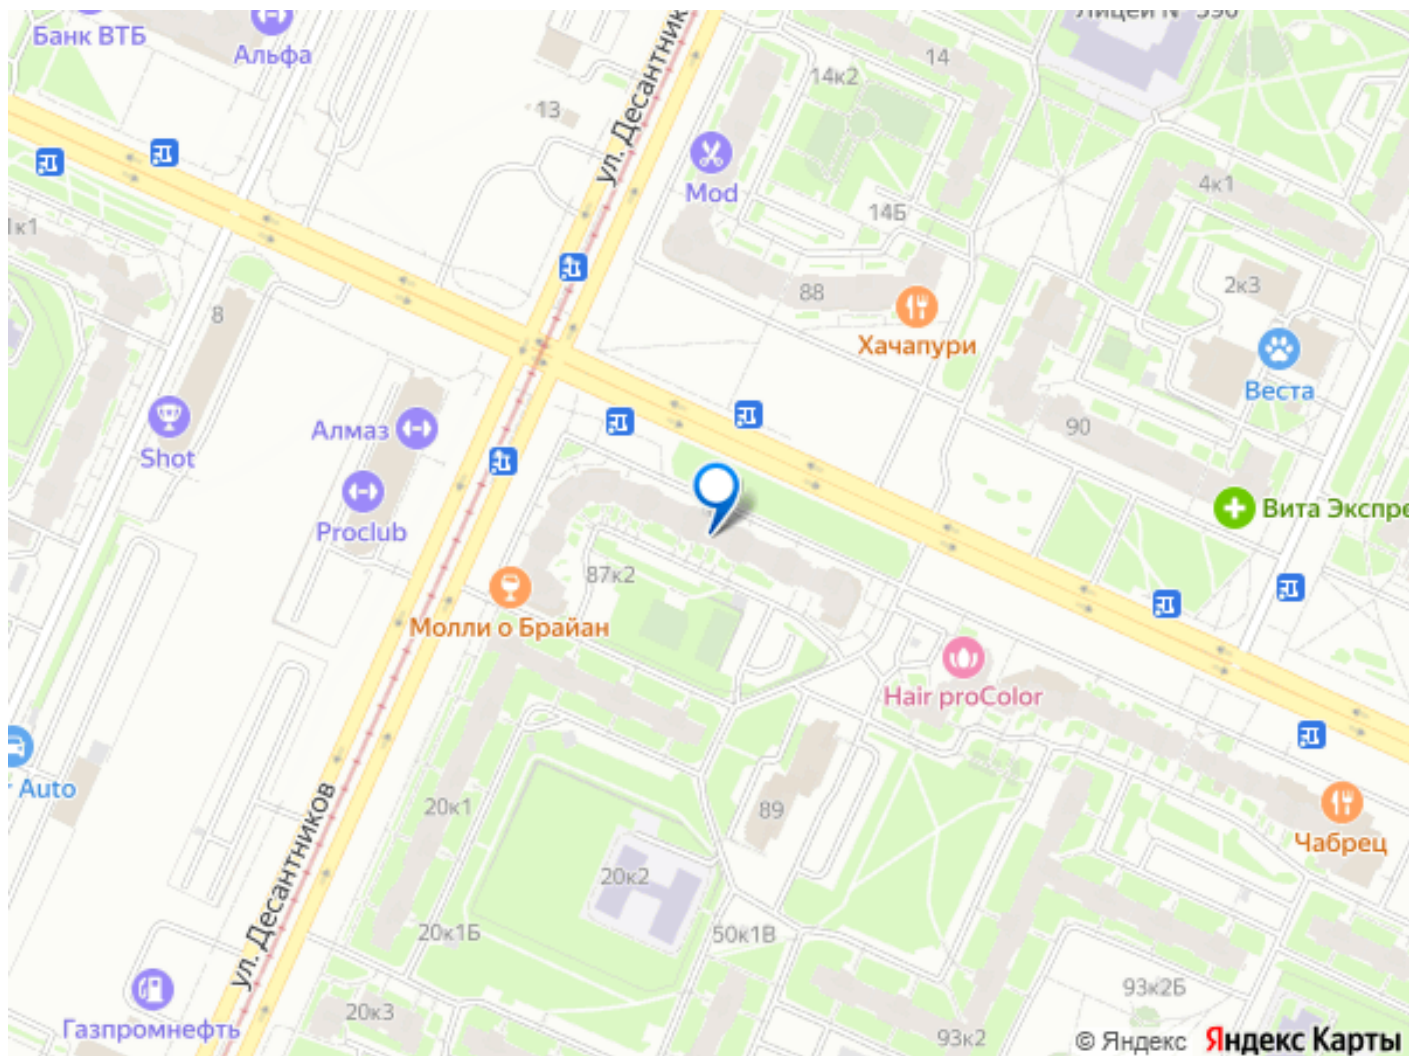 Банк ВТБ
Альфа
ул. Десантник
14
14к2
13
Mod
4к1
14Б
1к1
88
2к3
8
Хачапури
Веста
Алмаз
90
Shot
Вита Экспре
Proclub
87к2
Молли о Брайан
Hair proColor
Auto
20к1
89
ул. Десантников
Чабрец
20к2
20к1Б
50к1В
93к2Б
20к3
Газпромнефть
93к2
© Яндекс Яндекс Карты